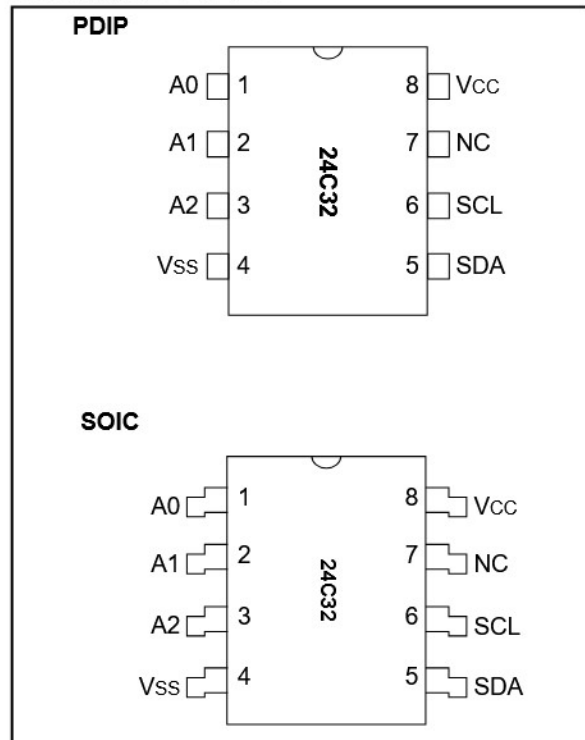 PDIP
A0 1 8 VCC
A1 2 7 NC
24C32
A2 3 6 SCL
VSS 4 5 SDA
SOIC
A0 1 8 VCC
A1 2 7 NC
24C32
A2 3 6 SCL
VSS 4 5 SDA